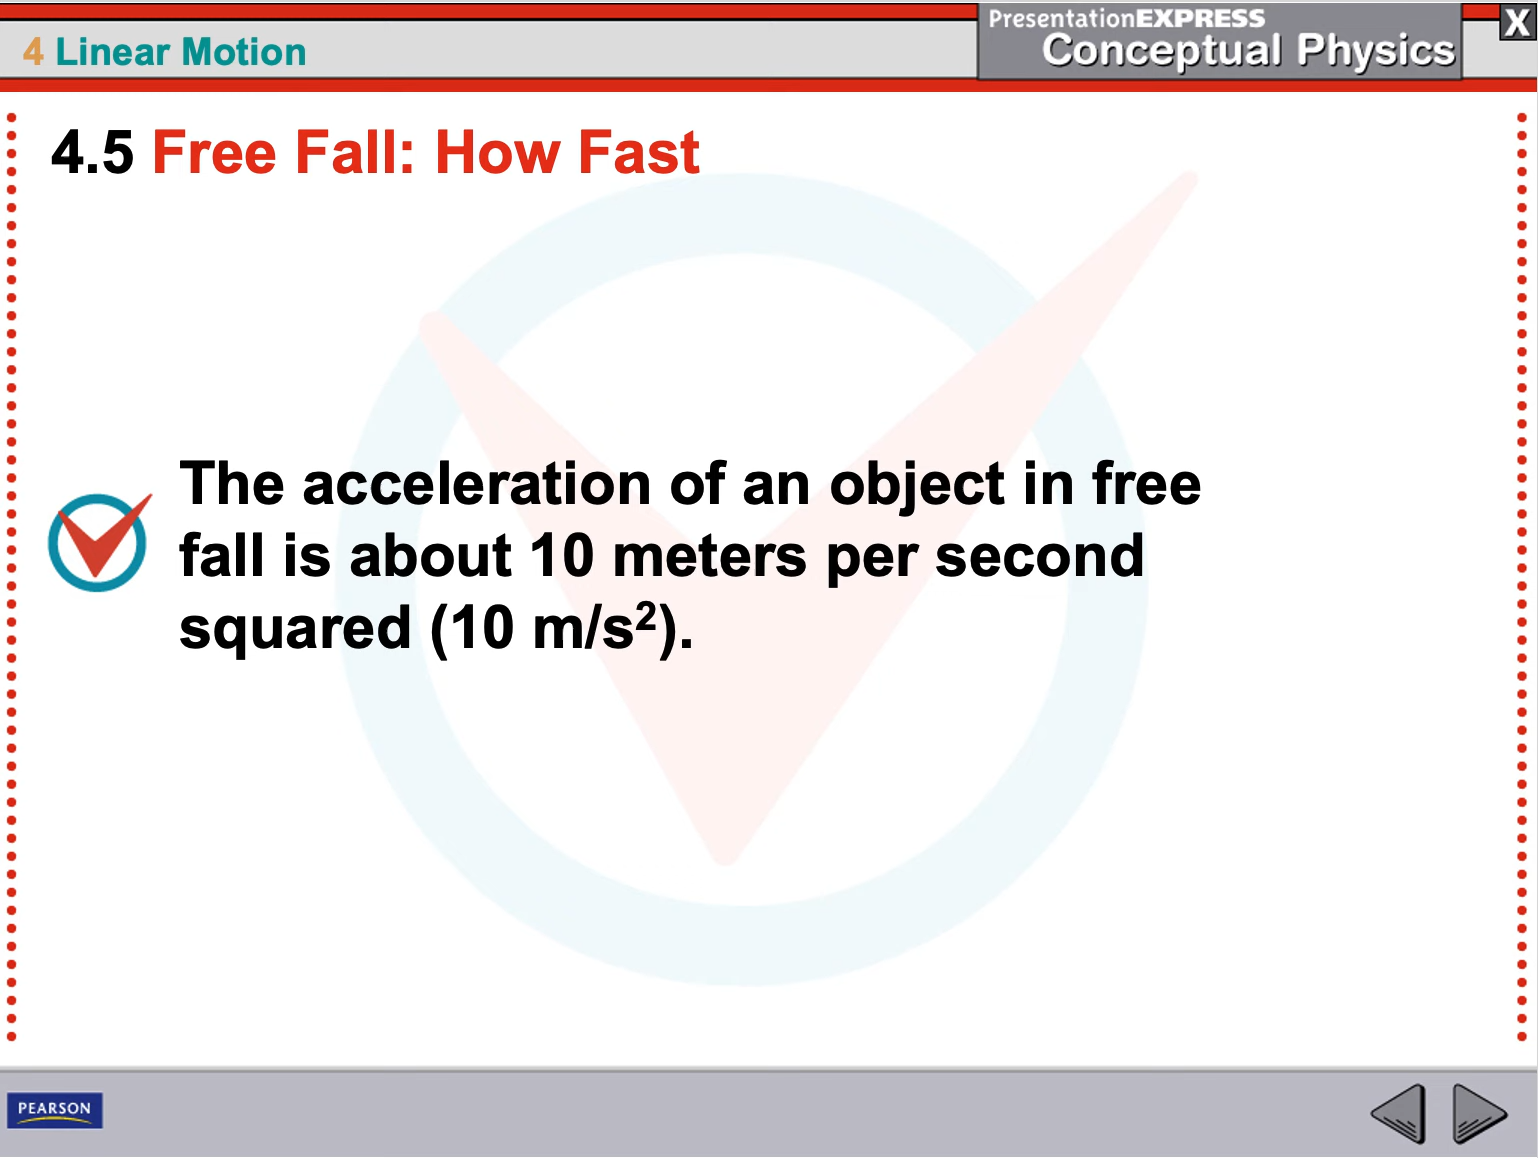 PresentationEXPRESS
X
4 Linear Motion
Conceptual Physics
4.5 Free Fall: How Fast
The acceleration of an object in free
fall is about 10 meters per second
squared (10 m/s²).
PEARSON